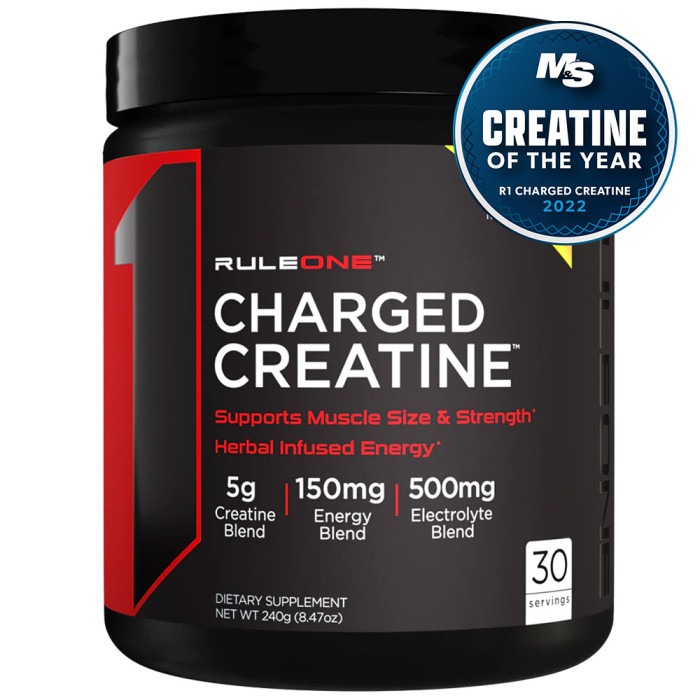 M&S
CREATINE
OF THE YEAR
R1 CHARGED CREATINE
2022
RULEONE™
CHARGED
CREATINE™
Supports Muscle Size & Strength*
Herbal Infused Energy*
5g
Creatine
Blend
150mg
Energy
Blend
500mg
Electrolyte
Blend
30
servings
DIETARY SUPPLEMENT
NET WT 240g (8.47oz)